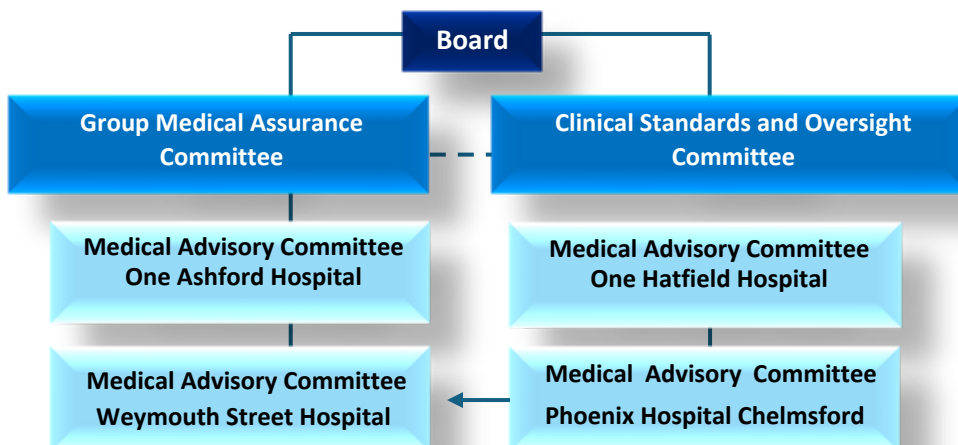 Board
Group Medical Assurance
Committee
Clinical Standards and Oversight
Committee
Medical Advisory Committee
One Ashford Hospital
Medical Advisory Committee
One Hatfield Hospital
Medical Advisory Committee
Weymouth Street Hospital
Medical Advisory Committee
Phoenix Hospital Chelmsford